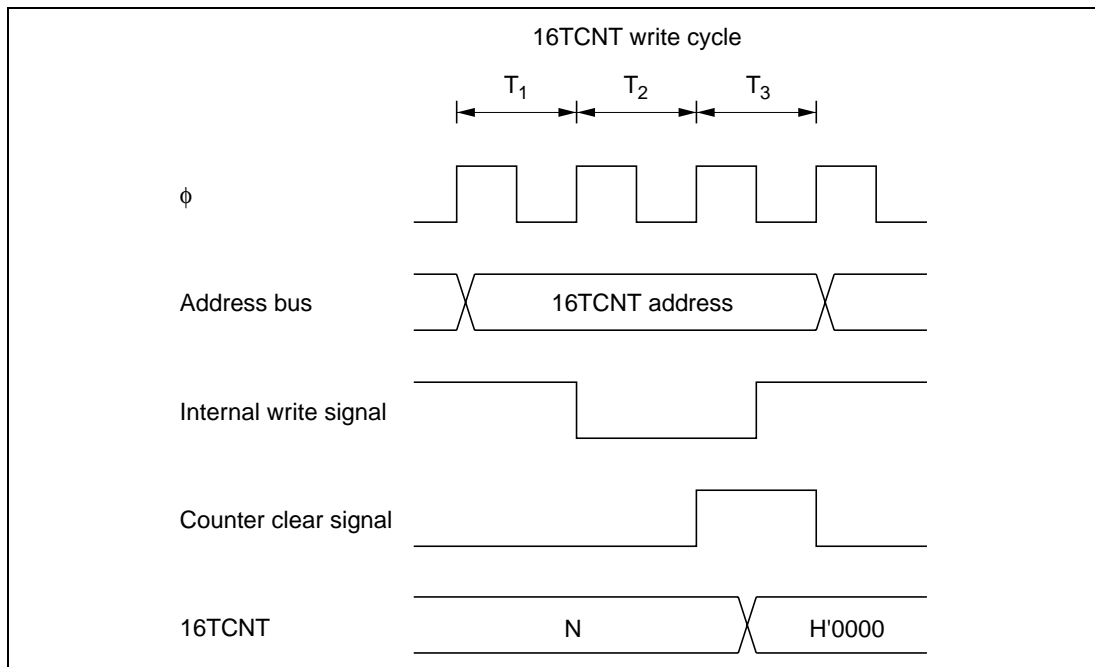 16TCNT write cycle
T1 T2 T3
φ
Address bus 16TCNT address
Internal write signal
Counter clear signal
16TCNT N H'0000